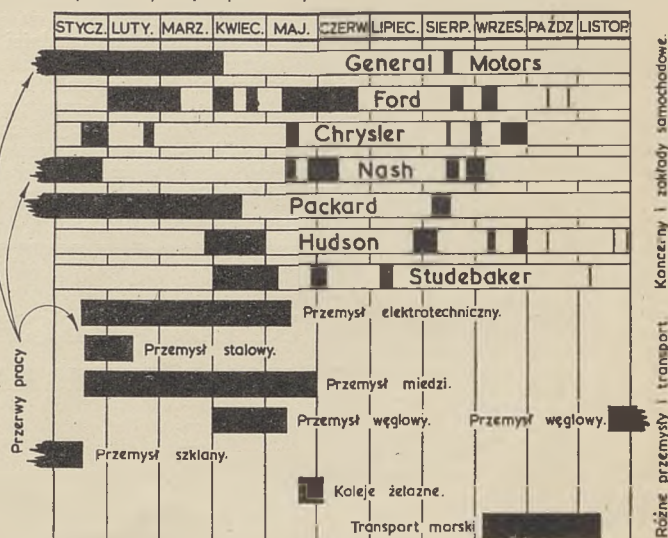 STYCZ. LUTY. MARZ. KWIEC. MAJ. CZERW LIPIEC. SIERP. WRZES. PAŹDZ LISTOP.
General Motors
Ford
Chrysler
Nash
Packard
Hudson
Studebaker
Przemysł elektrotechniczny.
Przemysł stalowy.
Przemysł miedzi.
Przemysł węglowy. Przemysł węglowy.
Przemysł szklany.
Koleje żelazne.
Transport morski
Przerwy pracy
Koncerny i zakłady samochodowe.
Różne przemysły i transport.